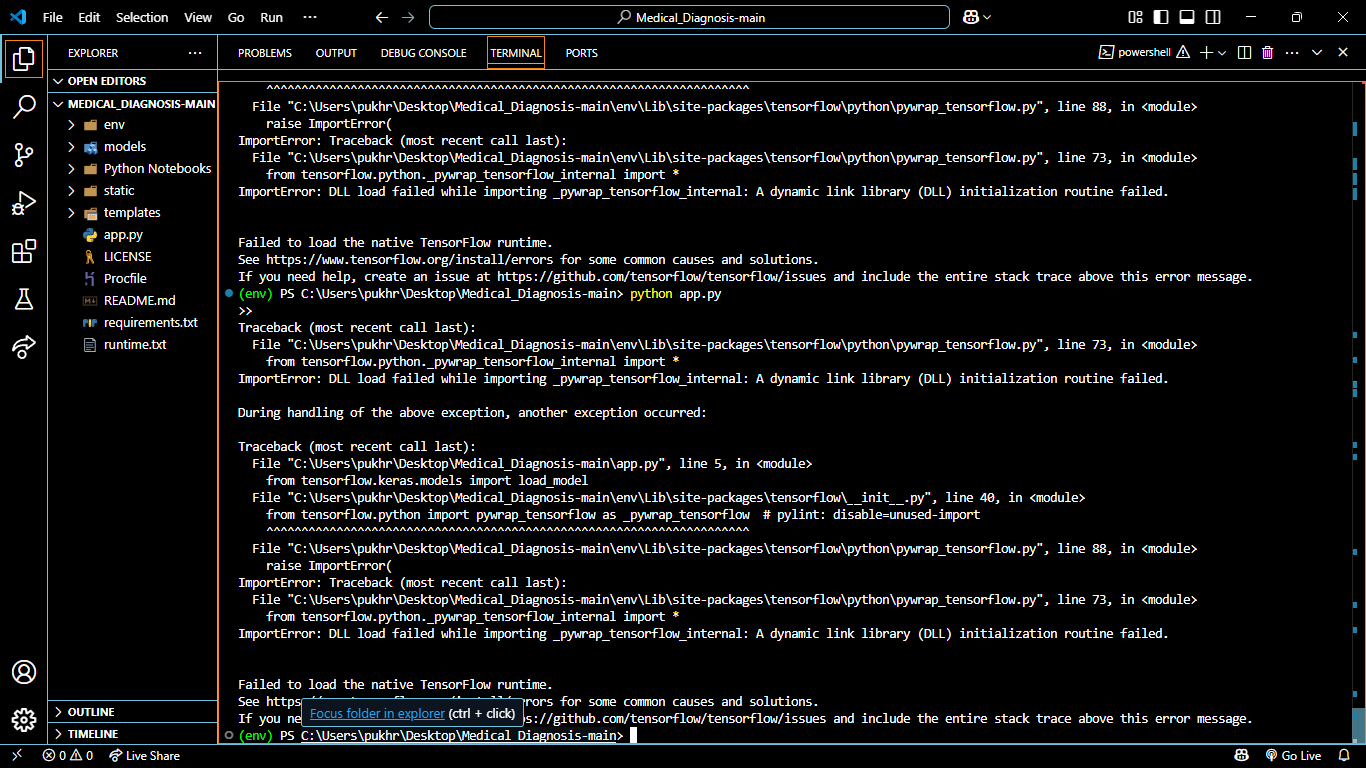 File Edit Selection View Go Run ···
Medical_Diagnosis-main
EXPLORER ···
PROBLEMS OUTPUT DEBUG CONSOLE TERMINAL PORTS
powershell
OPEN EDITORS
MEDICAL_DIAGNOSIS-MAIN
env
models
Python Notebooks
static
templates
app.py
LICENSE
Procfile
README.md
requirements.txt
runtime.txt
OUTLINE
TIMELINE
^^^^^^^^^^^^^^^^^^^^^^^^^^^^^^^^^^^^^^^^^^^^^^^^^^^^^^^^^^^^^^^^^^^^^
File "C:\Users\pukhr\Desktop\Medical_Diagnosis-main\env\Lib\site-packages\tensorflow\python\pywrap_tensorflow.py", line 88, in <module>
raise ImportError(
ImportError: Traceback (most recent call last):
File "C:\Users\pukhr\Desktop\Medical_Diagnosis-main\env\Lib\site-packages\tensorflow\python\pywrap_tensorflow.py", line 73, in <module>
from tensorflow.python._pywrap_tensorflow_internal import *
ImportError: DLL load failed while importing _pywrap_tensorflow_internal: A dynamic link library (DLL) initialization routine failed.
Failed to load the native TensorFlow runtime.
See https://www.tensorflow.org/install/errors for some common causes and solutions.
If you need help, create an issue at https://github.com/tensorflow/tensorflow/issues and include the entire stack trace above this error message.
(env) PS C:\Users\pukhr\Desktop\Medical_Diagnosis-main> python app.py
>>
Traceback (most recent call last):
File "C:\Users\pukhr\Desktop\Medical_Diagnosis-main\env\Lib\site-packages\tensorflow\python\pywrap_tensorflow.py", line 73, in <module>
from tensorflow.python._pywrap_tensorflow_internal import *
ImportError: DLL load failed while importing _pywrap_tensorflow_internal: A dynamic link library (DLL) initialization routine failed.
During handling of the above exception, another exception occurred:
Traceback (most recent call last):
File "C:\Users\pukhr\Desktop\Medical_Diagnosis-main\app.py", line 5, in <module>
from tensorflow.keras.models import load_model
File "C:\Users\pukhr\Desktop\Medical_Diagnosis-main\env\Lib\site-packages\tensorflow\__init__.py", line 40, in <module>
from tensorflow.python import pywrap_tensorflow as _pywrap_tensorflow # pylint: disable=unused-import
^^^^^^^^^^^^^^^^^^^^^^^^^^^^^^^^^^^^^^^^^^^^^^^^^^^^^^^^^^^^^^^^^^^^^
File "C:\Users\pukhr\Desktop\Medical_Diagnosis-main\env\Lib\site-packages\tensorflow\python\pywrap_tensorflow.py", line 88, in <module>
raise ImportError(
ImportError: Traceback (most recent call last):
File "C:\Users\pukhr\Desktop\Medical_Diagnosis-main\env\Lib\site-packages\tensorflow\python\pywrap_tensorflow.py", line 73, in <module>
from tensorflow.python._pywrap_tensorflow_internal import *
ImportError: DLL load failed while importing _pywrap_tensorflow_internal: A dynamic link library (DLL) initialization routine failed.
Failed to load the native TensorFlow runtime.
See https errors for some common causes and solutions.
Focus folder in explorer (ctrl + click)
If you ne s://github.com/tensorflow/tensorflow/issues and include the entire stack trace above this error message.
(env) PS C:\Users\pukhr\Desktop\Medical_Diagnosis-main>
0 0 Live Share Go Live